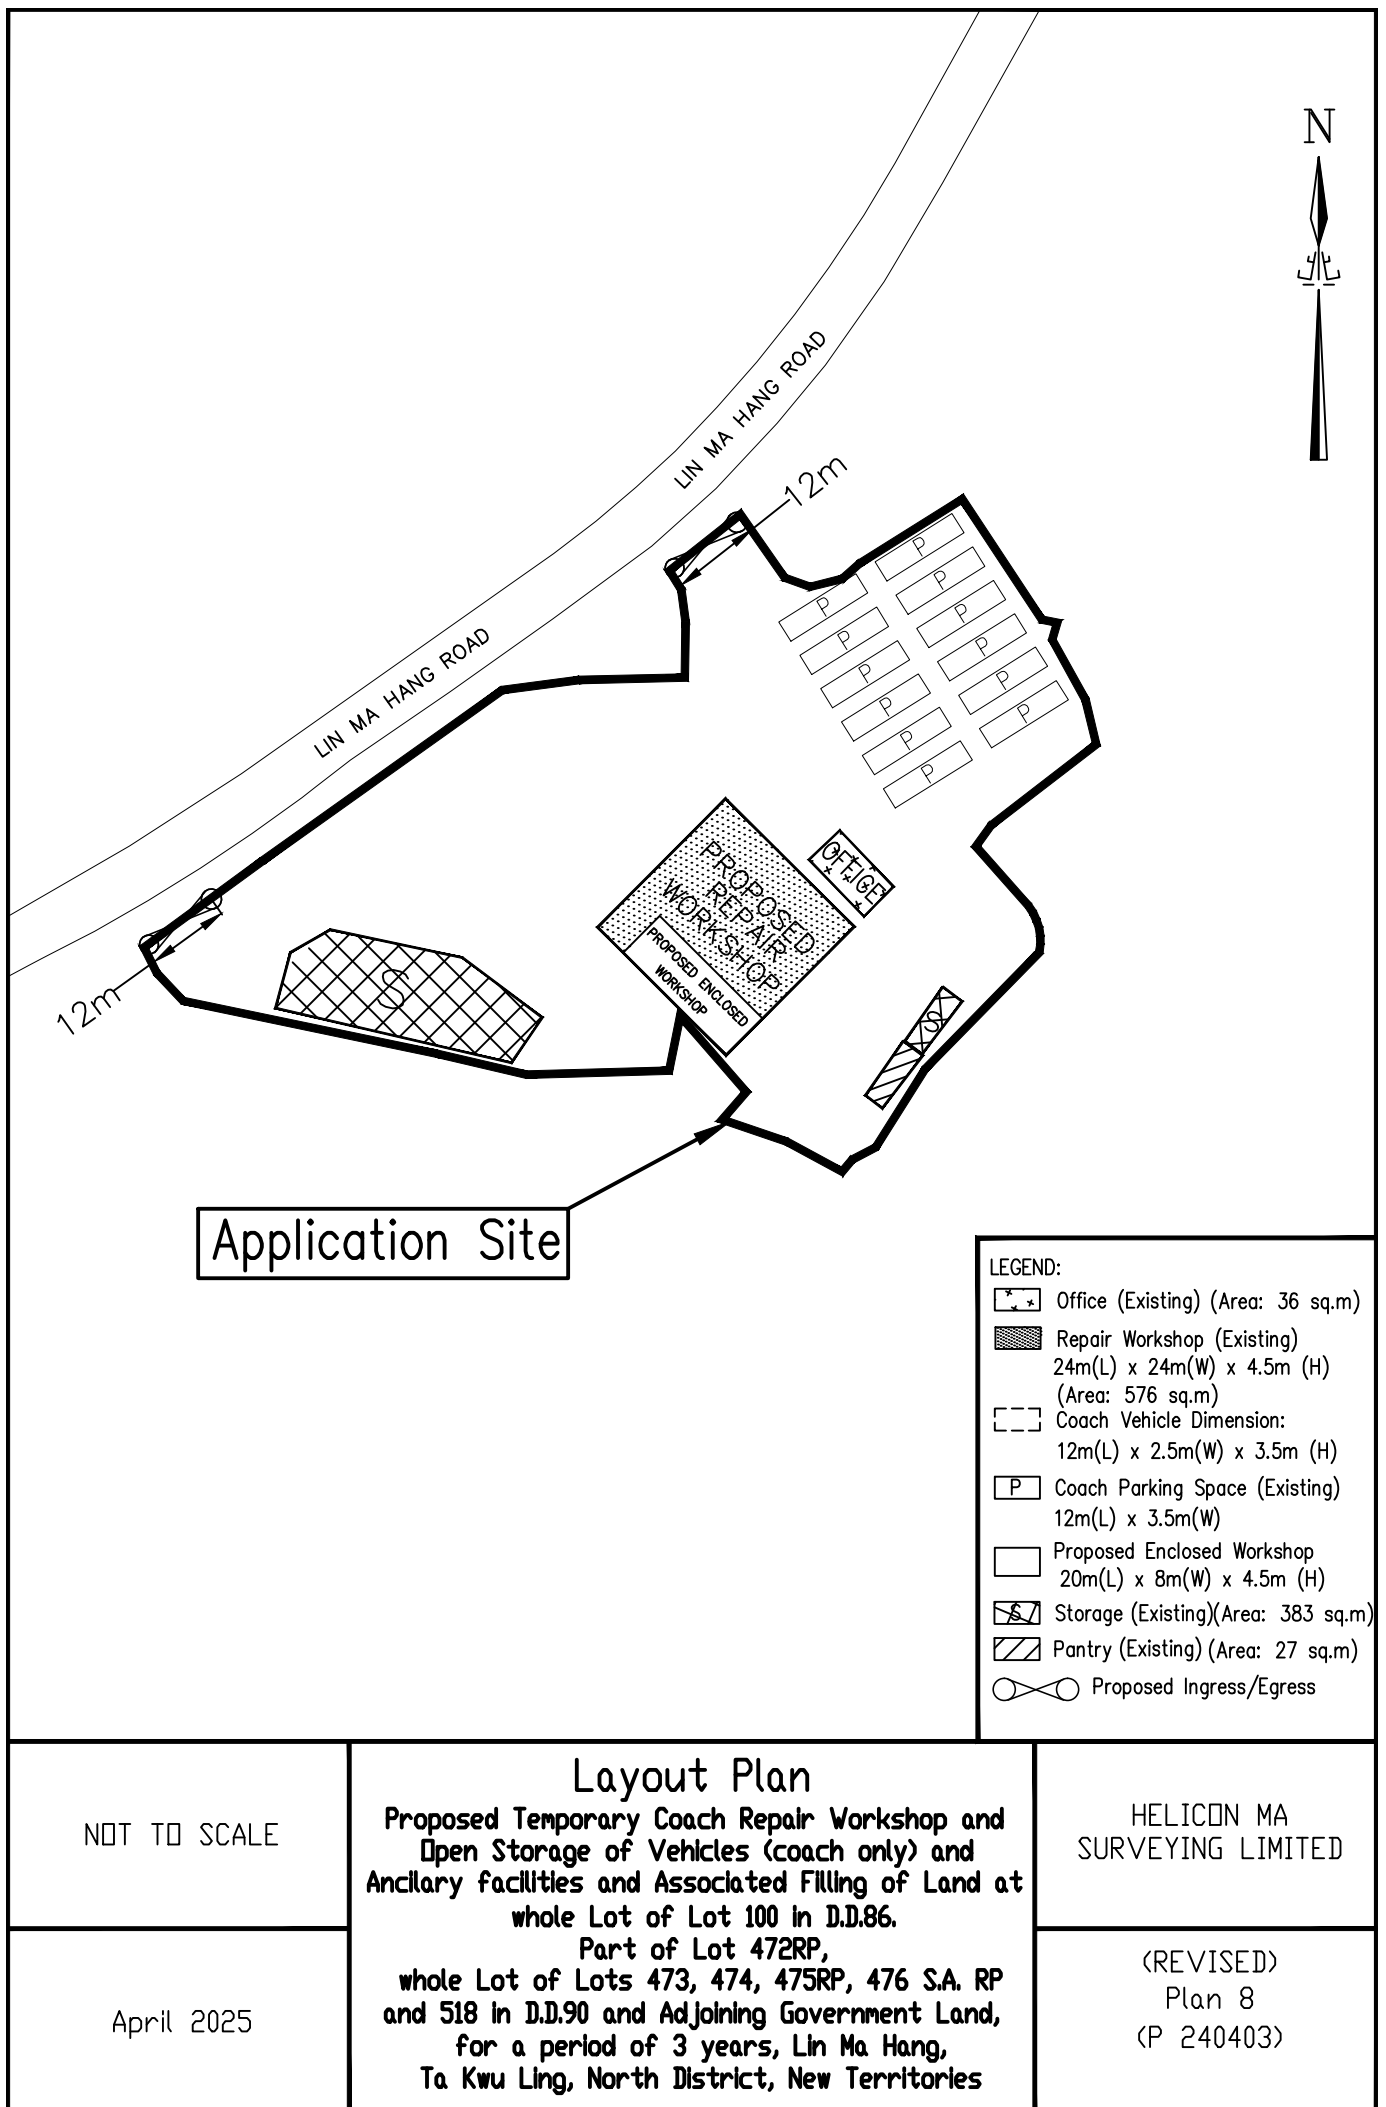 N
LIN MA HANG ROAD
12m
P
P
P
P
P
P
P
P
P
P
P
P
LIN MA HANG ROAD
PROPOSED
REPAIR
WORKSHOP
OFFICE
PROPOSED ENCLOSED
WORKSHOP
S
S
12m
Application Site
LEGEND:
Office (Existing) (Area: 36 sq.m)
Repair Workshop (Existing)
24m(L) x 24m(W) x 4.5m (H)
(Area: 576 sq.m)
Coach Vehicle Dimension:
12m(L) x 2.5m(W) x 3.5m (H)
P Coach Parking Space (Existing)
12m(L) x 3.5m(W)
Proposed Enclosed Workshop
20m(L) x 8m(W) x 4.5m (H)
S Storage (Existing)(Area: 383 sq.m)
Pantry (Existing) (Area: 27 sq.m)
Proposed Ingress/Egress
NOT TO SCALE
April 2025
Layout Plan
Proposed Temporary Coach Repair Workshop and
Open Storage of Vehicles (coach only) and
Ancilary facilities and Associated Filling of Land at
whole Lot of Lot 100 in D.D.86.
Part of Lot 472RP,
whole Lot of Lots 473, 474, 475RP, 476 S.A. RP
and 518 in D.D.90 and Adjoining Government Land,
for a period of 3 years, Lin Ma Hang,
Ta Kwu Ling, North District, New Territories
HELICON MA
SURVEYING LIMITED
(REVISED)
Plan 8
(P 240403)